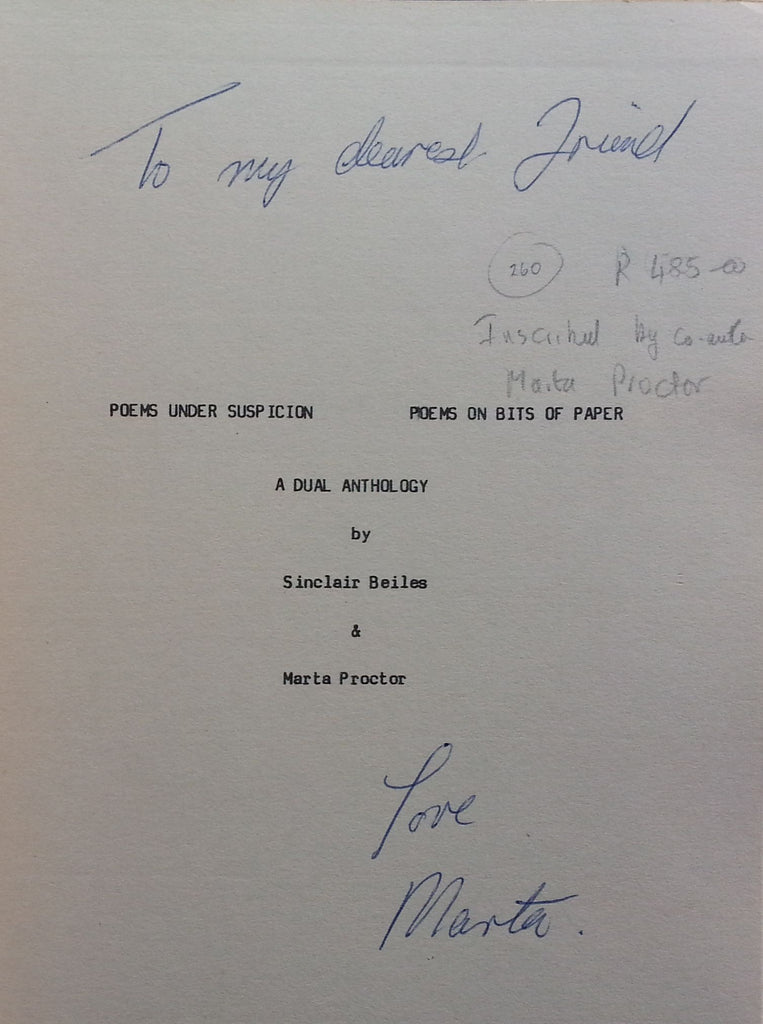 To my dearest Friend
260 R 485-00
Inscribed by co-autho
Marta Proctor
POEMS UNDER SUSPICION POEMS ON BITS OF PAPER
A DUAL ANTHOLOGY
by
Sinclair Beiles
&
Marta Proctor
Love
Marta.